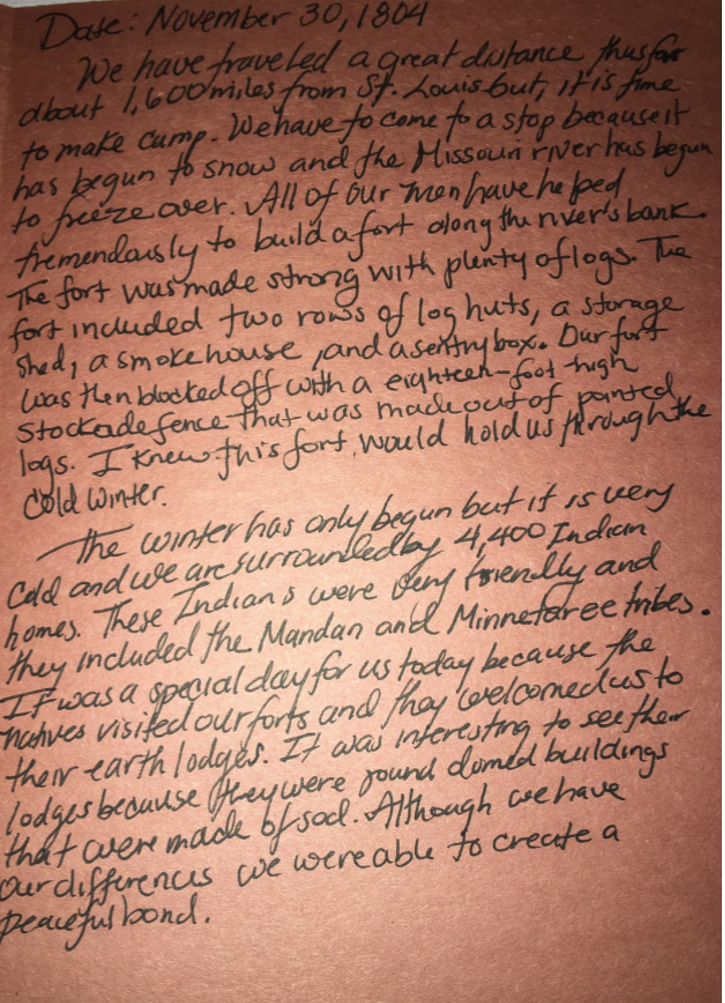 Date: November 30, 1804
We have traveled a great distance thus far
about 1,600 miles from St. Louis but, it is time
to make camp. We have to come to a stop because it
has begun to snow and the Missouri river has begun
to freeze over. All of our men have helped
tremendously to build a fort along the river's bank.
The fort was made strong with plenty of logs. The
fort included two rows of log huts, a storage
shed, a smokehouse, and a sentry box. Our fort
was then blocked off with a eighteen-foot high
stockade fence that was made out of pointed
logs. I knew this fort would hold us through the
cold winter.
The winter has only begun but it is very
cold and we are surrounded by 4,400 Indian
homes. These Indians were very friendly and
they included the Mandan and Minnetaree tribes.
It was a special day for us today because the
natives visited our forts and they welcomed us to
their earth lodges. It was interesting to see their
lodges because they were round domed buildings
that were made of sod. Although we have
our differences we were able to create a
peaceful bond.